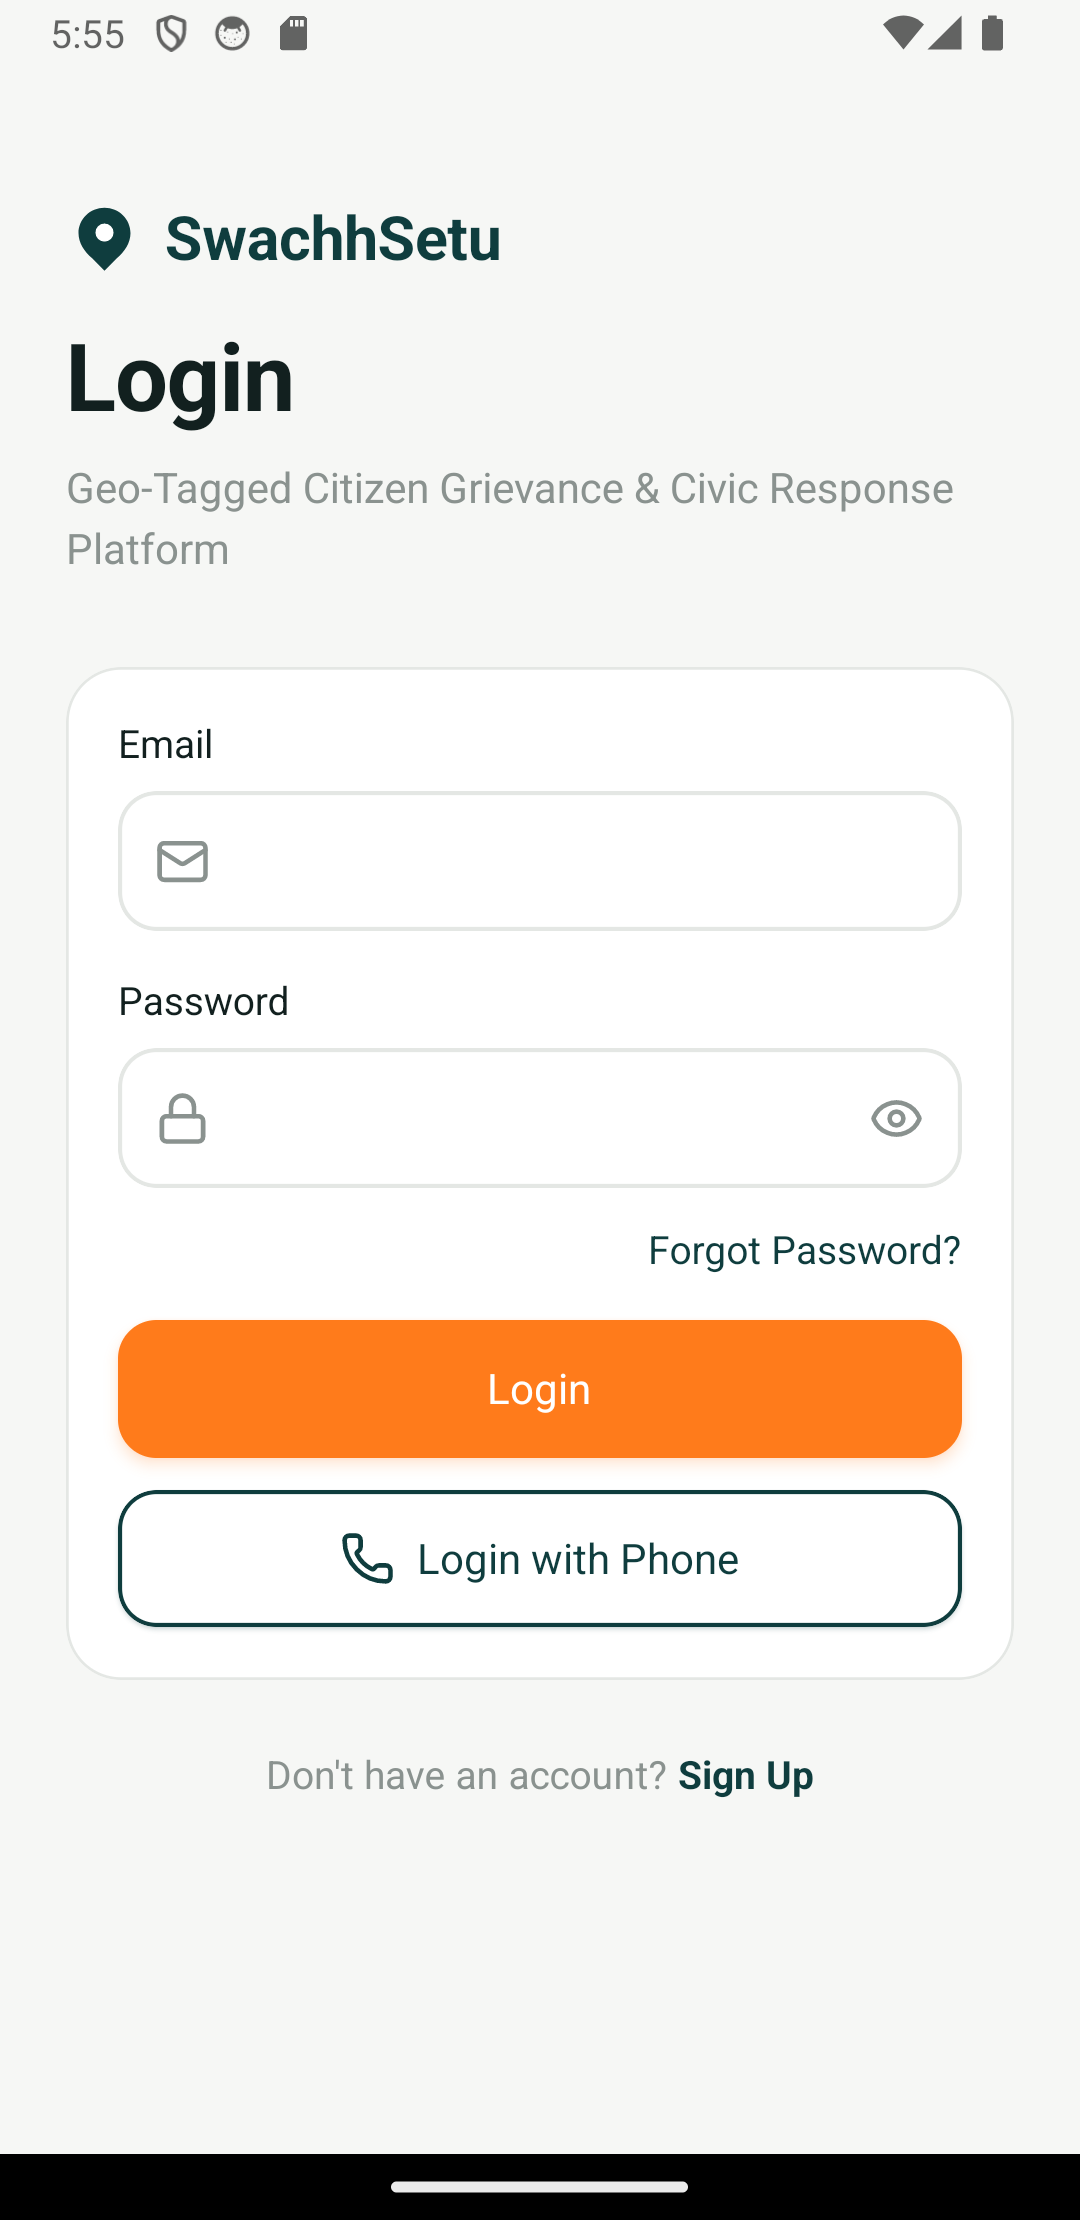 5:55
SwachhSetu
Login
Geo-Tagged Citizen Grievance & Civic Response
Platform
Email
Password
Forgot Password?
Login
Login with Phone
Don't have an account? Sign Up